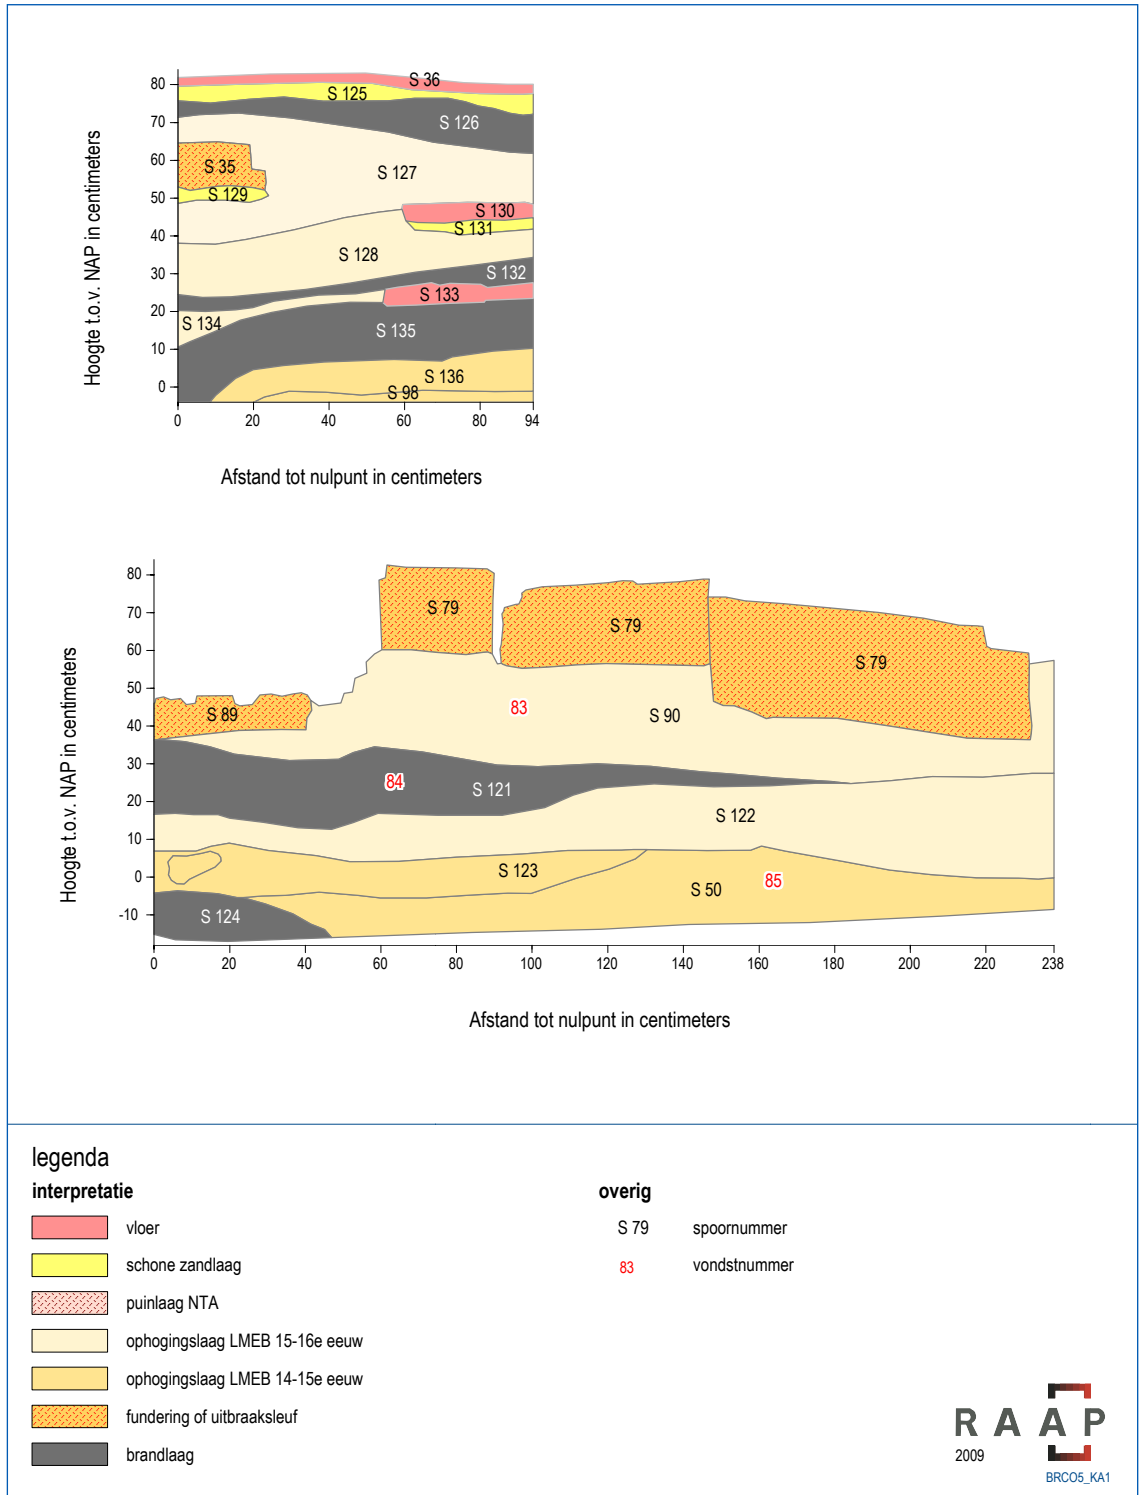 80
70
60
50
40
30
20
10
0
Hoogte t.o.v. NAP in centimeters
S 36
S 125
S 126
S 35
S 127
S 129
S 130
S 131
S 128
S 132
S 133
S 134
S 135
S 136
S 98
0 20 40 60 80 94
Afstand tot nulpunt in centimeters
80
70
60
50
40
30
20
10
0
-10
Hoogte t.o.v. NAP in centimeters
S 79
S 79
S 79
S 89
83
S 90
84
S 121
S 122
S 123
85
S 50
S 124
0 20 40 60 80 100 120 140 160 180 200 220 238
Afstand tot nulpunt in centimeters
legenda
interpretatie
vloer
schone zandlaag
puinlaag NTA
ophogingslaag LMEB 15-16e eeuw
ophogingslaag LMEB 14-15e eeuw
fundering of uitbraaksleuf
brandlaag
overig
S 79 spoornummer
83 vondstnummer
RAAP
2009
BRCO5_KA1